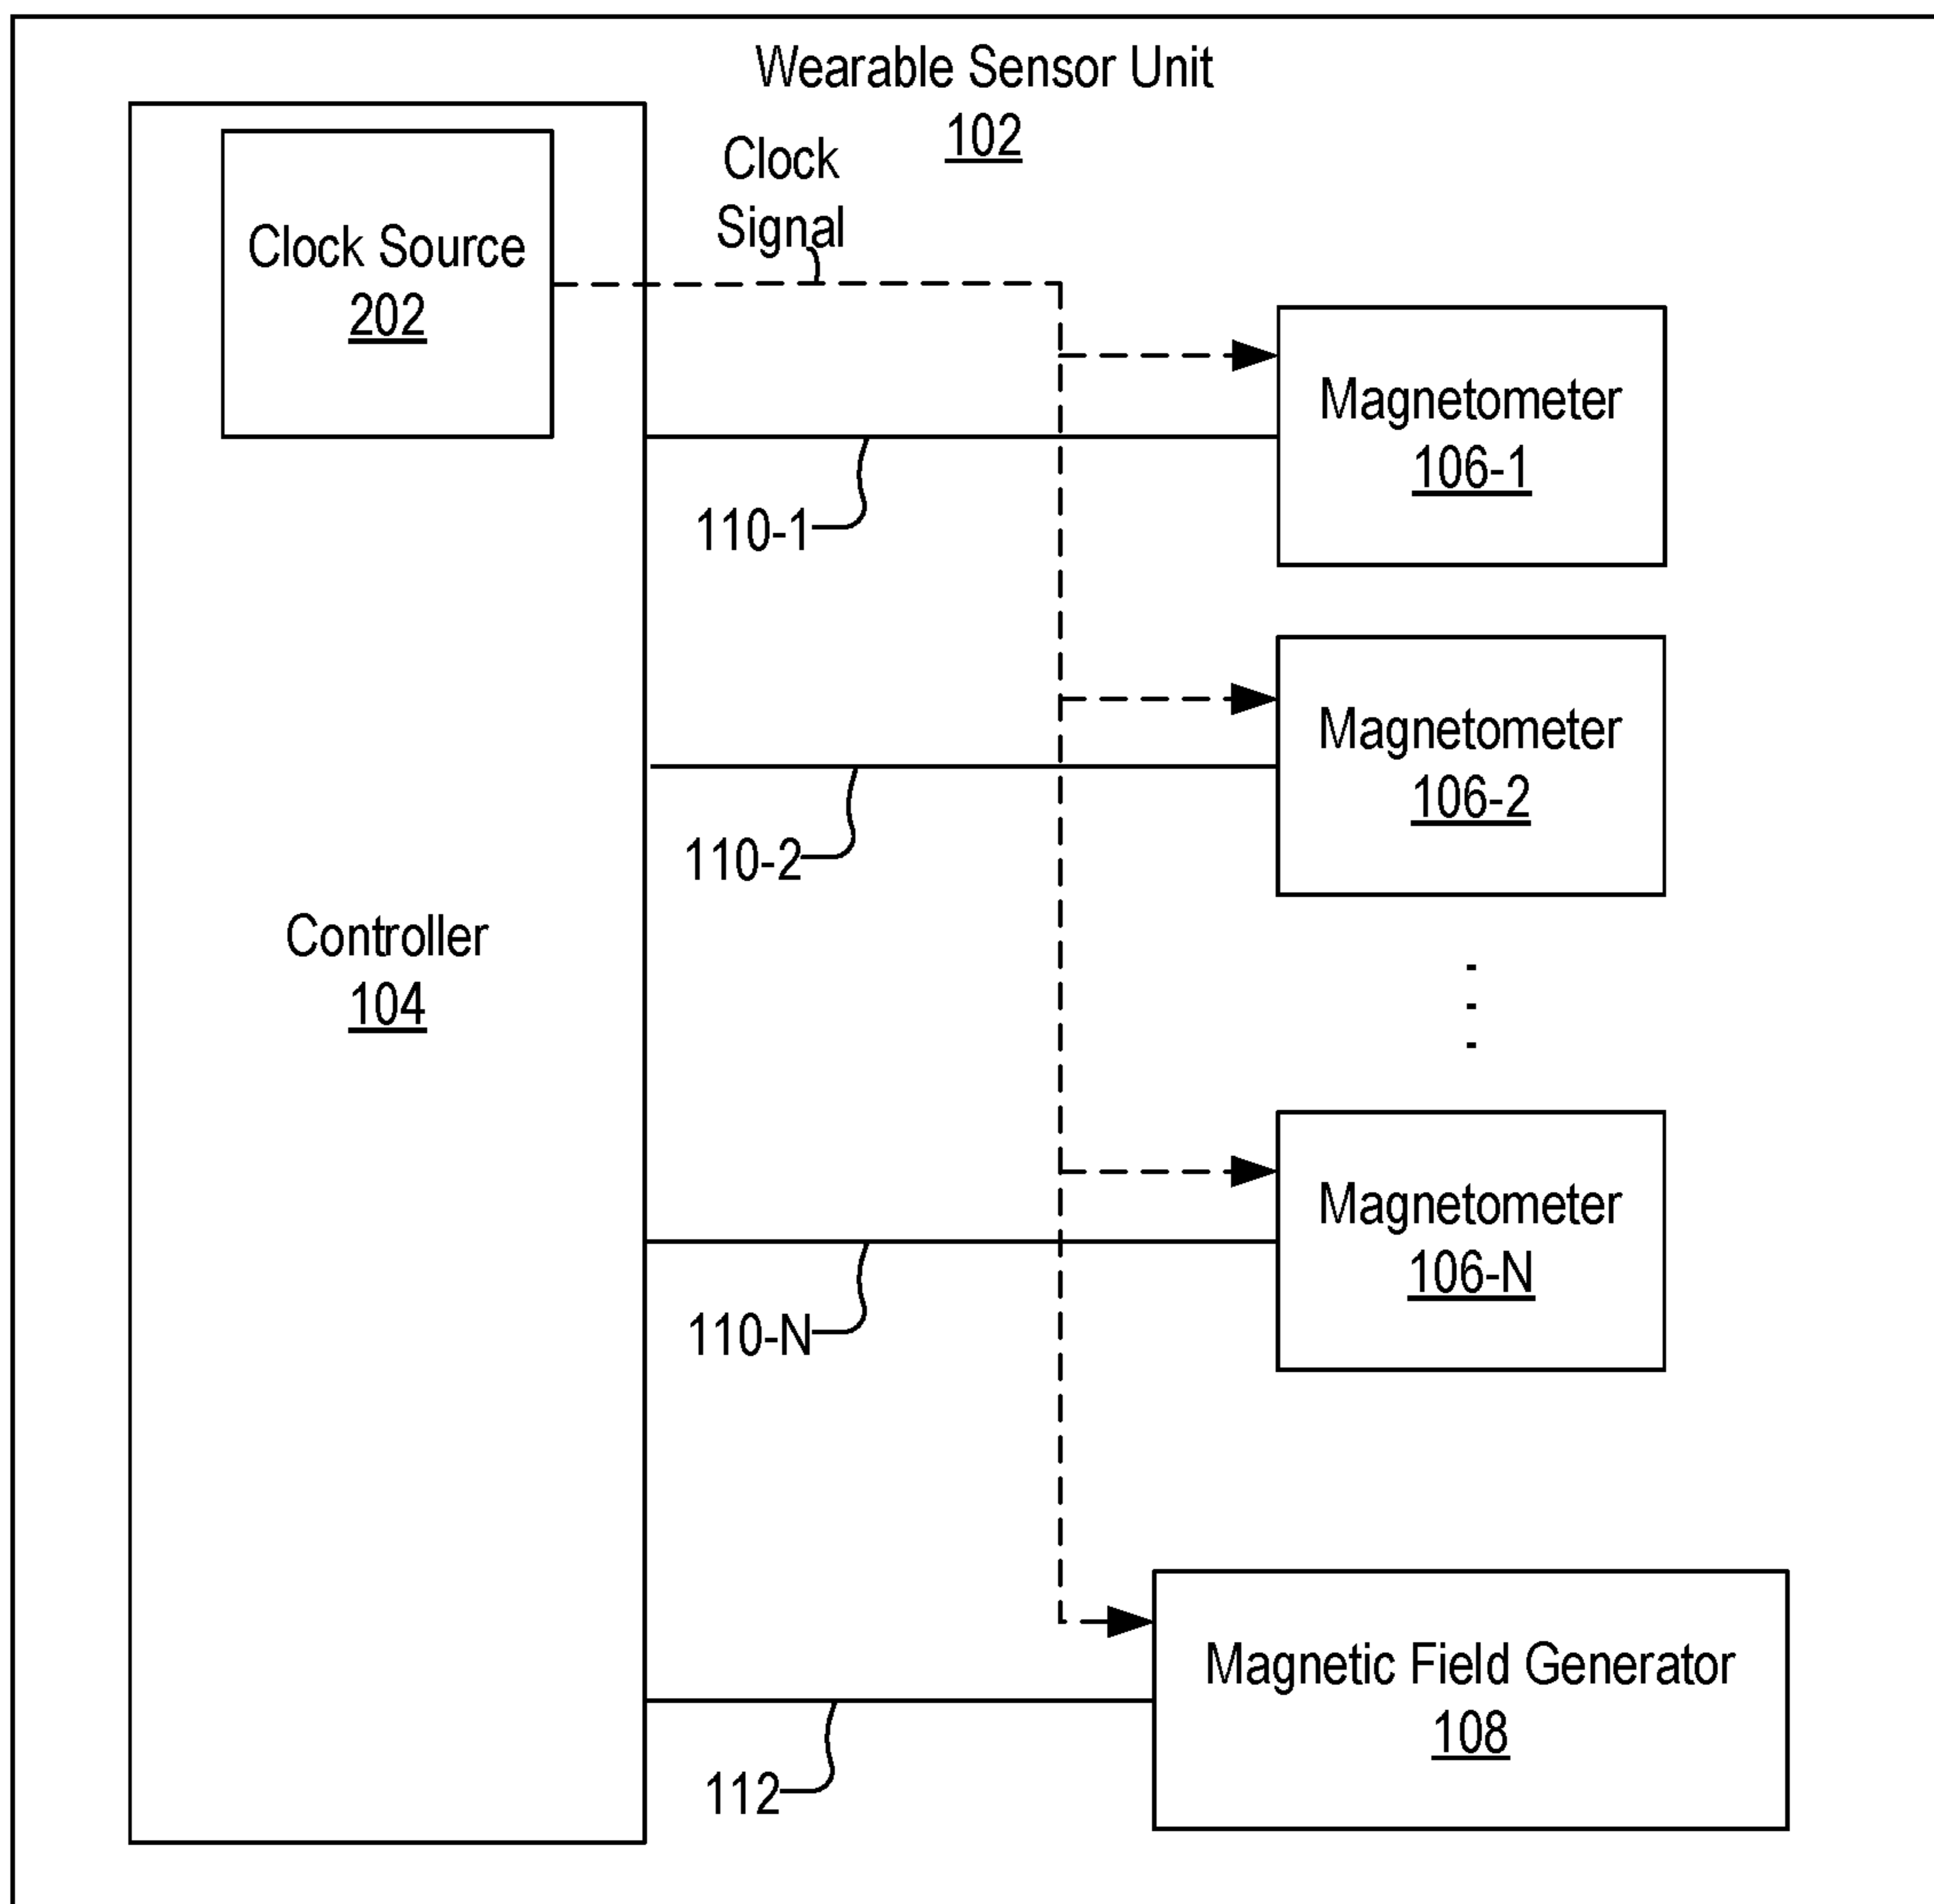 Wearable Sensor Unit
102
Clock
Signal
Clock Source
202
Magnetometer
106-1
110-1
Magnetometer
106-2
110-2
Controller
104
Magnetometer
106-N
110-N
Magnetic Field Generator
108
112